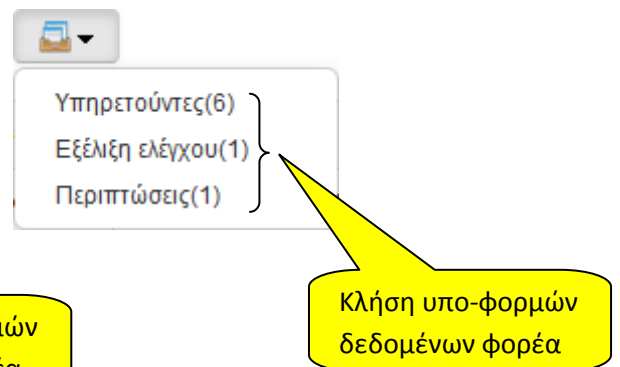 Υπηρετούντες(6)
Εξέλιξη ελέγχου(1)
Περιπτώσεις(1)
Κλήση υπο-φορμών
δεδομένων φορέα